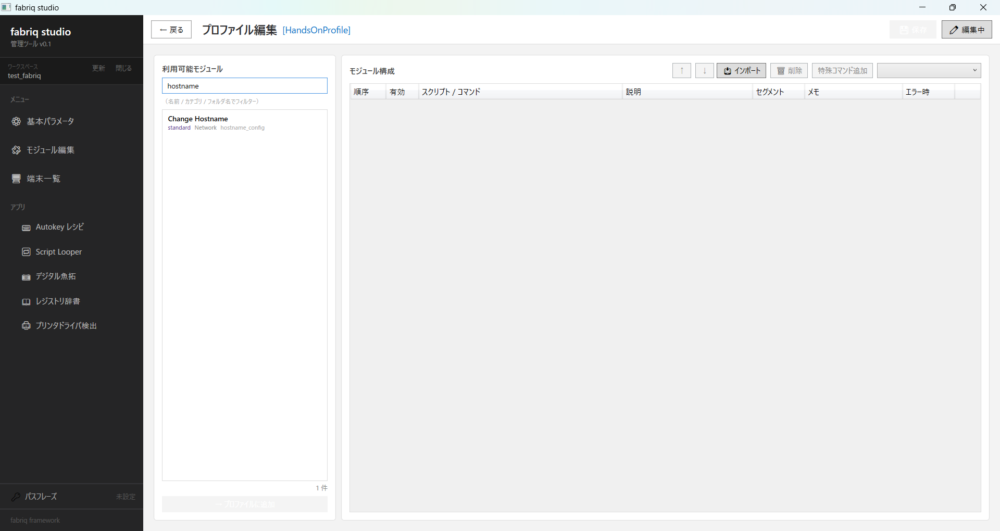 fabriq studio
fabriq studio
管理ツール v0.1
ワークスペース
test_fabriq
更新 閉じる
メニュー
基本パラメータ
モジュール編集
端末一覧
アプリ
Autokey レシピ
Script Looper
デジタル魚拓
レジストリ辞書
プリンタドライバ検出
パスフレーズ 未設定
fabriq framework
← 戻る プロファイル編集 [HandsOnProfile] 保存 編集中
利用可能モジュール
hostname
（名前 / カテゴリ / フォルダ名でフィルター）
Change Hostname
standard Network hostname_config
1 件
→ プロファイルに追加
モジュール構成 ↑ ↓ インポート 削除 特殊コマンド追加
順序 有効 スクリプト / コマンド 説明 セグメント メモ エラー時